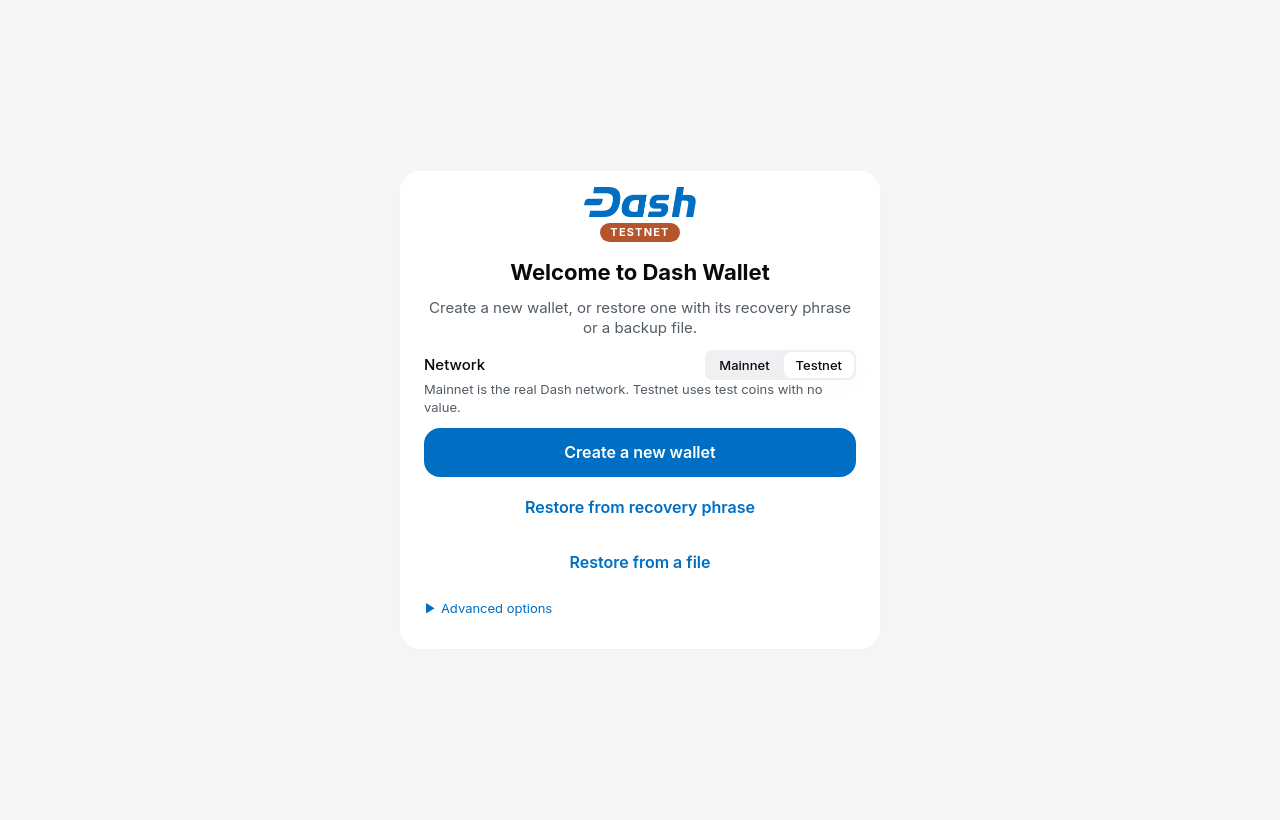 Dash
TESTNET
Welcome to Dash Wallet
Create a new wallet, or restore one with its recovery phrase
or a backup file.
Network
Mainnet
Testnet
Mainnet is the real Dash network. Testnet uses test coins with no
value.
Create a new wallet
Restore from recovery phrase
Restore from a file
Advanced options